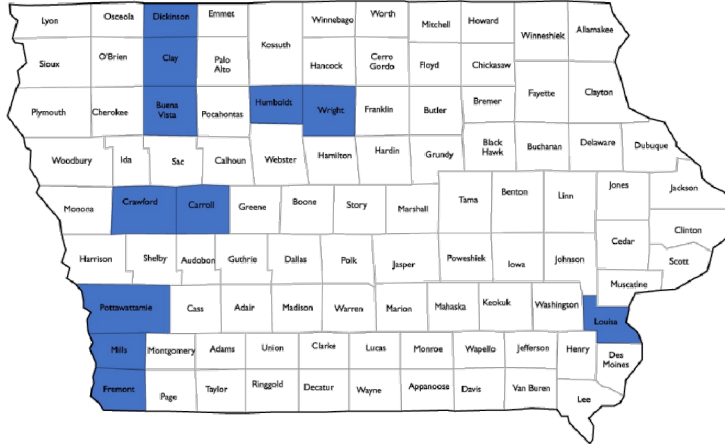 Lyon
Osceola
Dickinson
Emmet
Winnebago
Worth
Mitchell
Howard
Winneshiek
Allamakee
Kossuth
Sioux
O'Brien
Clay
Palo
Alto
Hancock
Cerro
Gordo
Floyd
Chickasaw
Plymouth
Cherokee
Buena
Vista
Pocahontas
Humboldt
Wright
Franklin
Butler
Bremer
Fayette
Clayton
Woodbury
Ida
Sac
Calhoun
Webster
Hamilton
Hardin
Grundy
Black
Hawk
Buchanan
Delaware
Dubuque
Monona
Crawford
Carroll
Greene
Boone
Story
Marshall
Tama
Benton
Linn
Jones
Jackson
Harrison
Shelby
Audobon
Guthrie
Dallas
Polk
Jasper
Poweshiek
Iowa
Johnson
Cedar
Clinton
Scott
Muscatine
Pottawattamie
Cass
Adair
Madison
Warren
Marion
Mahaska
Keokuk
Washington
Louisa
Mills
Montgomery
Adams
Union
Clarke
Lucas
Monroe
Wapello
Jefferson
Henry
Des
Moines
Fremont
Page
Taylor
Ringgold
Decatur
Wayne
Appanoose
Davis
Van Buren
Lee